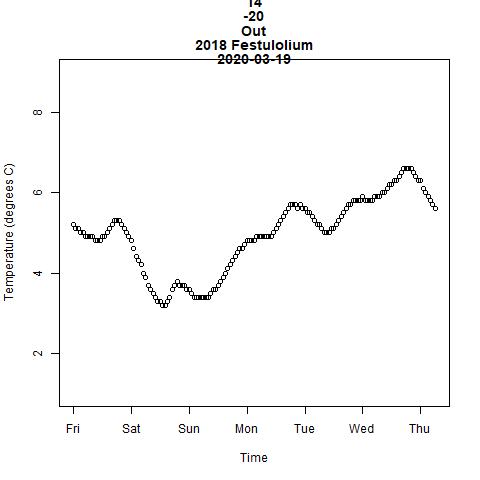 14
-20
Out
2018 Festulolium
2020-03-19
Temperature (degrees C)
8
6
4
2
Fri Sat Sun Mon Tue Wed Thu
Time